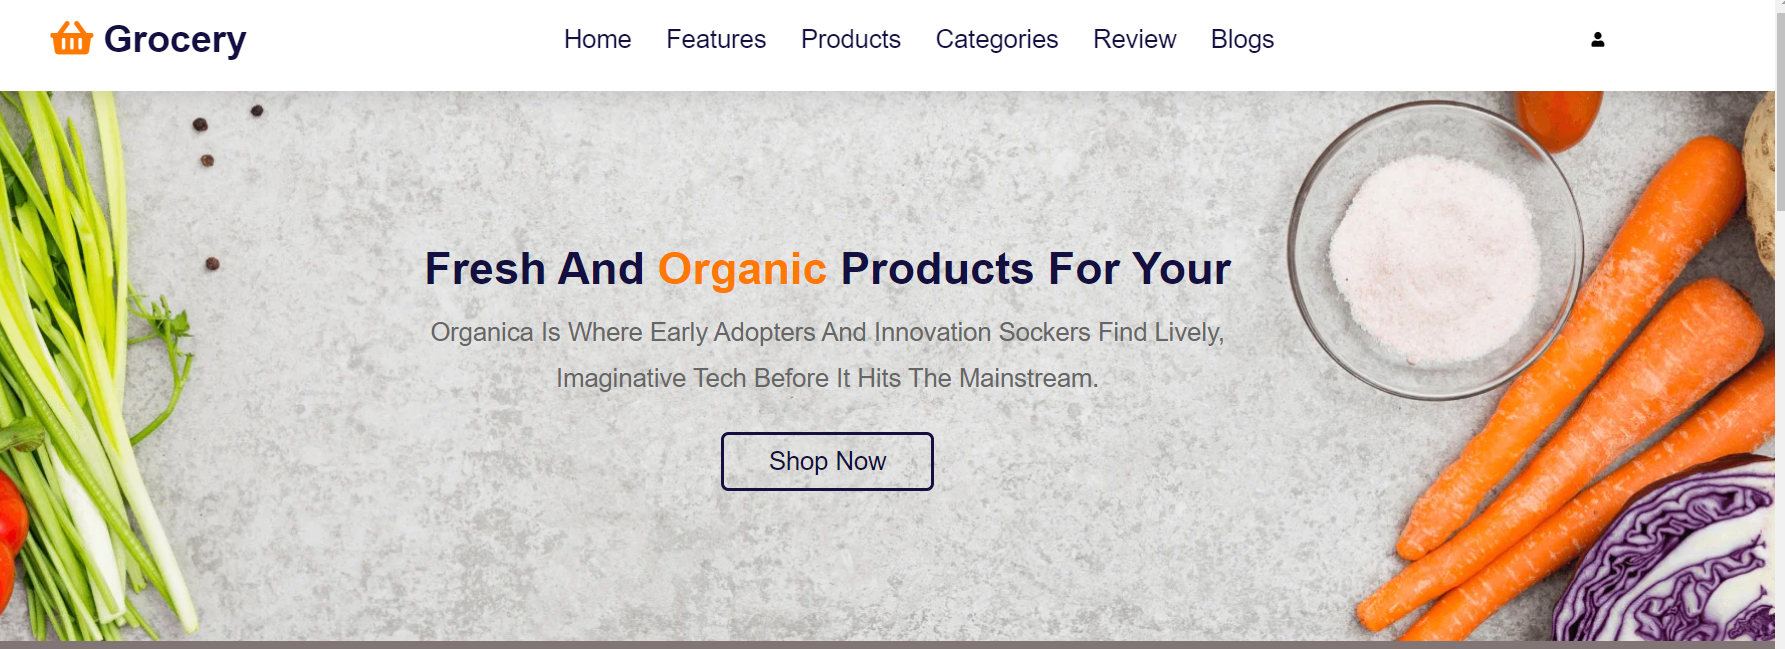 Grocery
Home Features Products Categories Review Blogs
Fresh And Organic Products For Your
Organica Is Where Early Adopters And Innovation Sockers Find Lively,
Imaginative Tech Before It Hits The Mainstream.
Shop Now